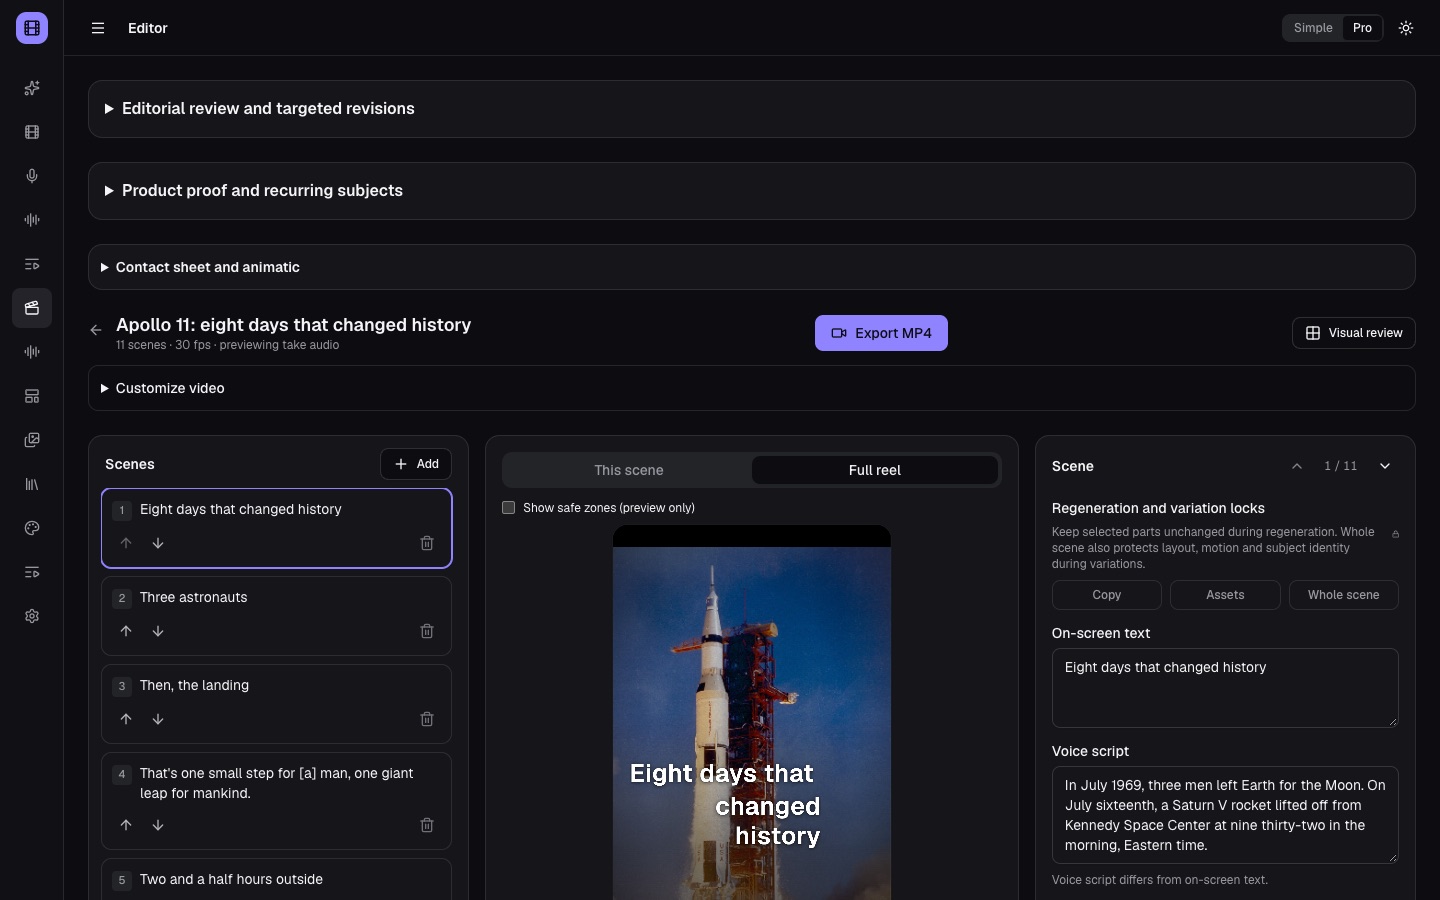 Editor
Simple
Pro
Editorial review and targeted revisions
Product proof and recurring subjects
Contact sheet and animatic
Apollo 11: eight days that changed history
11 scenes · 30 fps · previewing take audio
Export MP4
Visual review
Customize video
Scenes
Add
1
Eight days that changed history
2
Three astronauts
3
Then, the landing
4
That's one small step for [a] man, one giant
leap for mankind.
5
Two and a half hours outside
This scene
Full reel
Show safe zones (preview only)
Eight days that
changed
history
Scene
1 / 11
Regeneration and variation locks
Keep selected parts unchanged during regeneration. Whole
scene also protects layout, motion and subject identity
during variations.
Copy
Assets
Whole scene
On-screen text
Eight days that changed history
Voice script
In July 1969, three men left Earth for the Moon. On
July sixteenth, a Saturn V rocket lifted off from
Kennedy Space Center at nine thirty-two in the
morning, Eastern time.
Voice script differs from on-screen text.